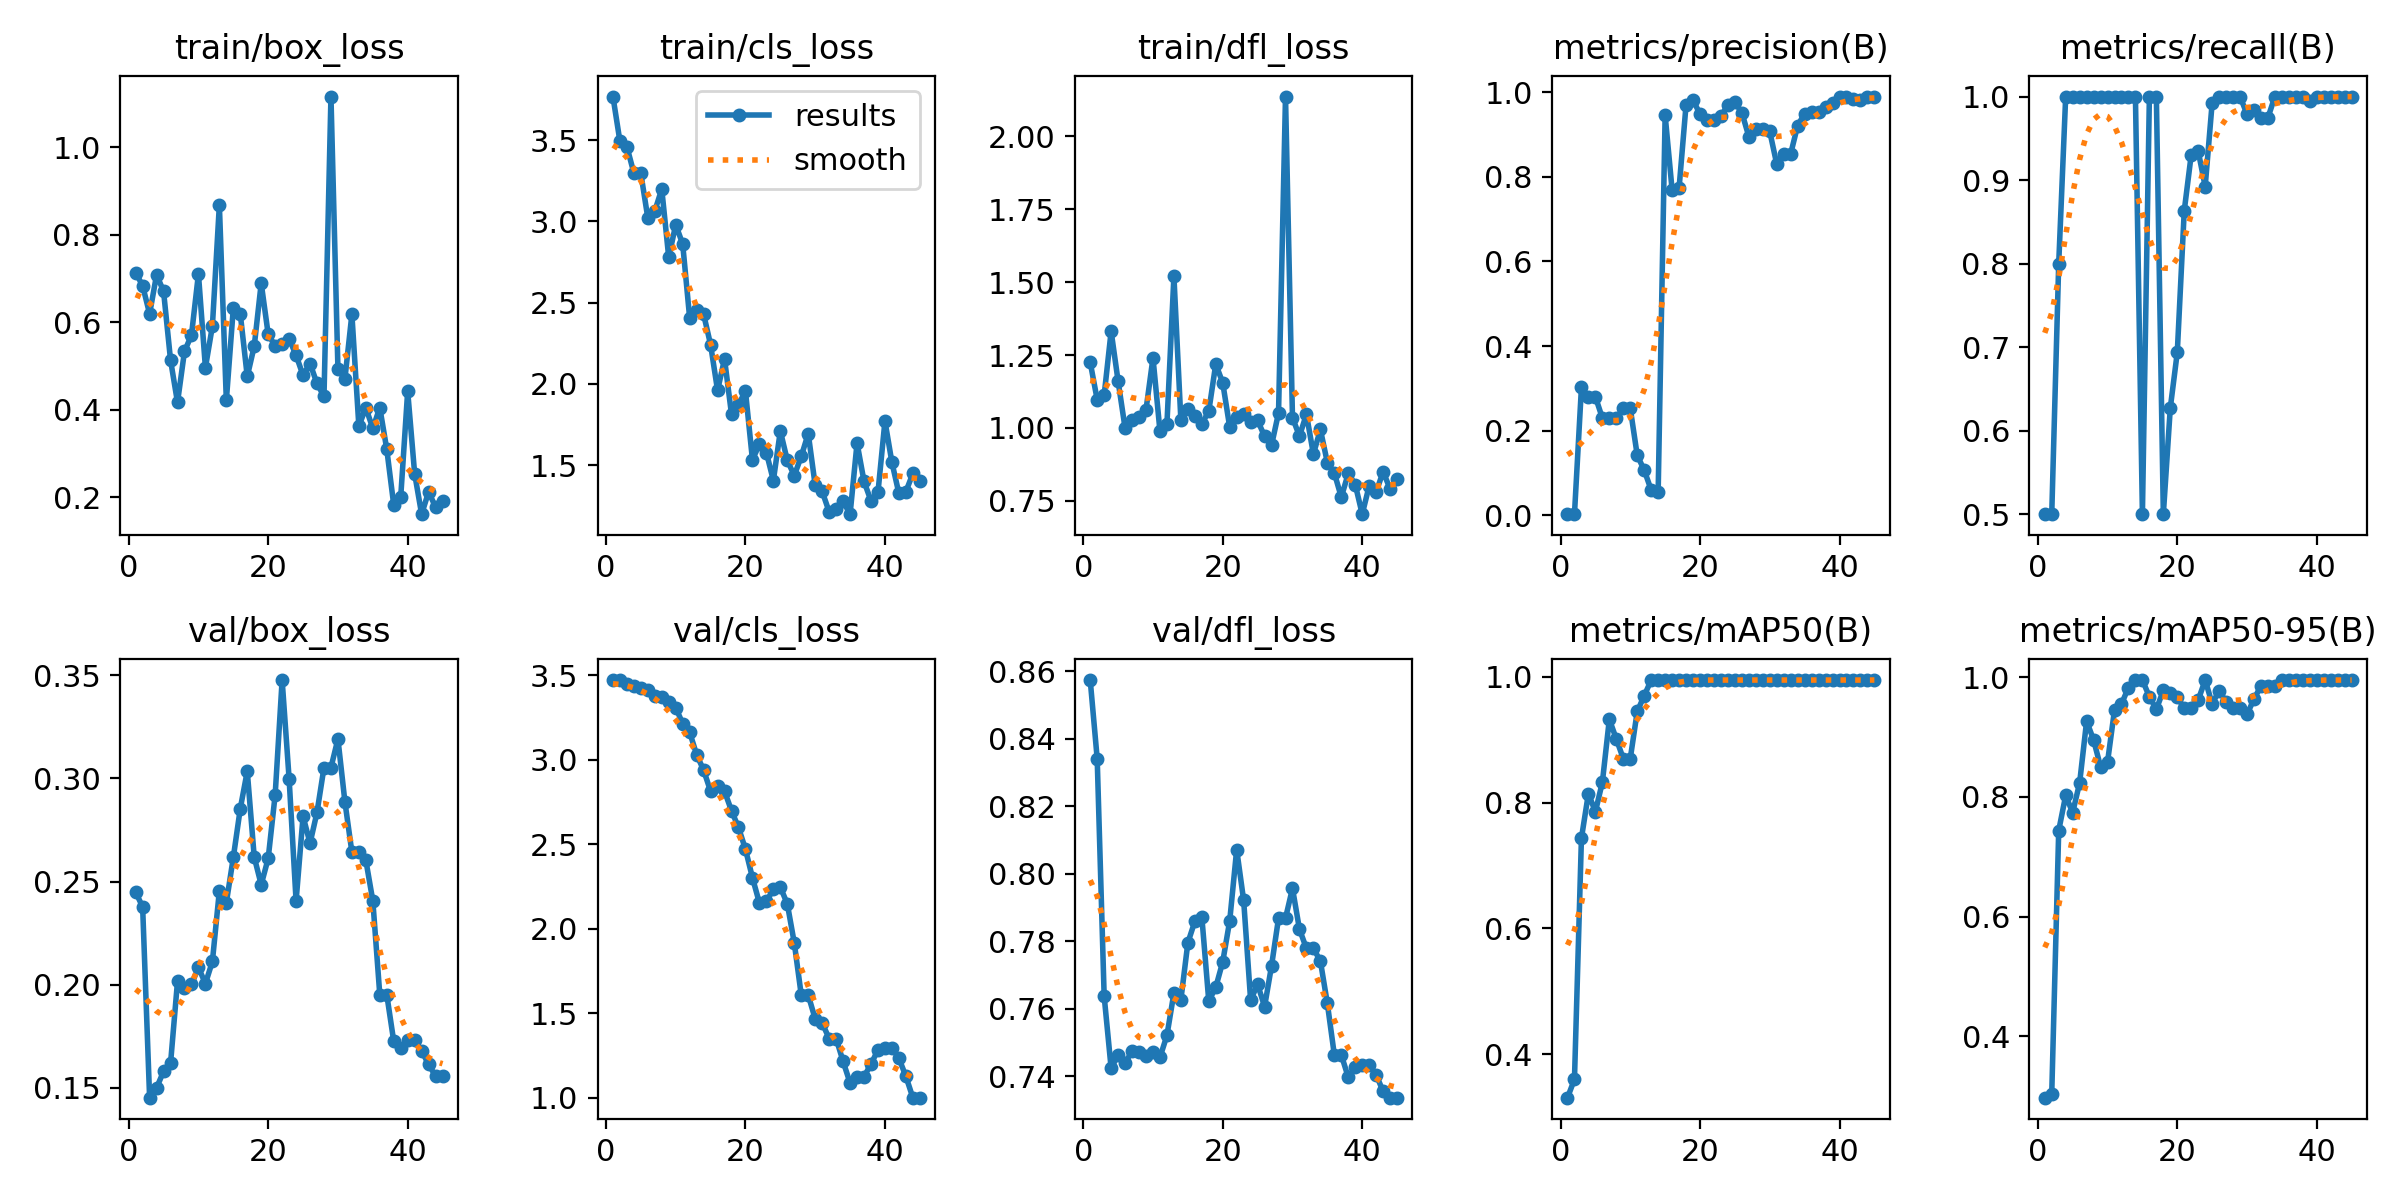 train/box_loss
1.0
0.8
0.6
0.4
0.2
0 20 40
train/cls_loss
results
smooth
3.5
3.0
2.5
2.0
1.5
0 20 40
train/dfl_loss
2.00
1.75
1.50
1.25
1.00
0.75
0 20 40
metrics/precision(B)
1.0
0.8
0.6
0.4
0.2
0.0
0 20 40
metrics/recall(B)
1.0
0.9
0.8
0.7
0.6
0.5
0 20 40
val/box_loss
0.35
0.30
0.25
0.20
0.15
0 20 40
val/cls_loss
3.5
3.0
2.5
2.0
1.5
1.0
0 20 40
val/dfl_loss
0.86
0.84
0.82
0.80
0.78
0.76
0.74
0 20 40
metrics/mAP50(B)
1.0
0.8
0.6
0.4
0 20 40
metrics/mAP50-95(B)
1.0
0.8
0.6
0.4
0 20 40